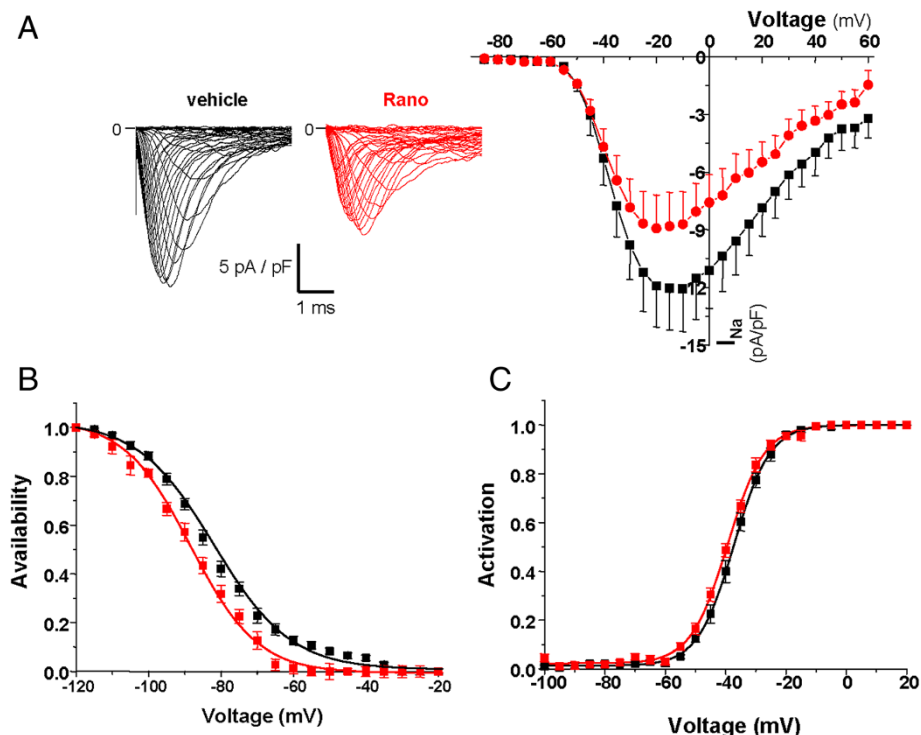 A
vehicle
Rano
0
0
5 pA / pF
1 ms
Voltage (mV)
-80 -60 -40 -20 0 20 40 60
0
-3
-6
-9
-12
-15
I Na
(pA/pF)
B
1.0
0.8
0.6
0.4
0.2
0.0
Availability
-120 -100 -80 -60 -40 -20
Voltage (mV)
C
1.0
0.8
0.6
0.4
0.2
0.0
Activation
-100 -80 -60 -40 -20 0 20
Voltage (mV)